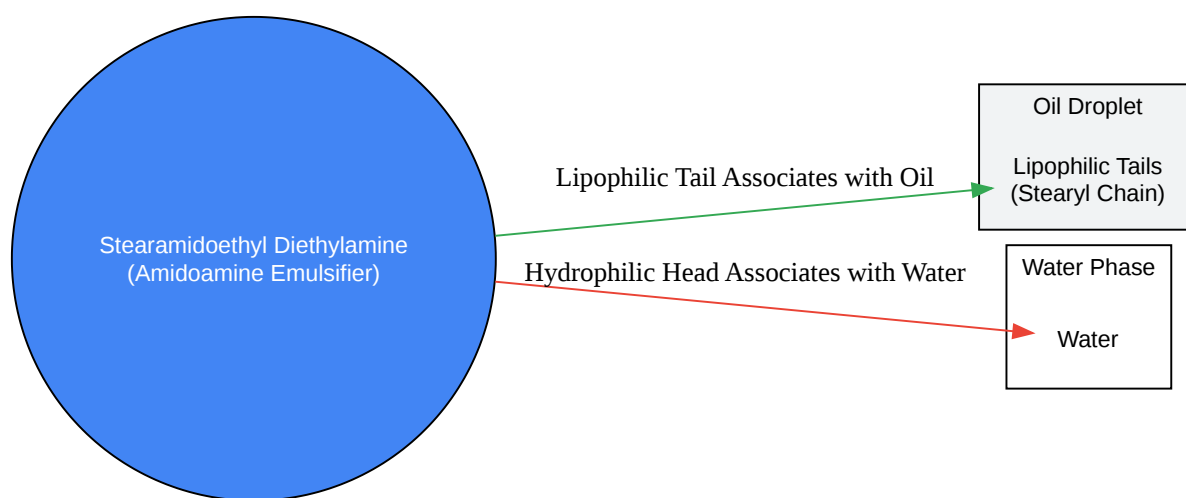 Stearamidoethyl Diethylamine
(Amidoamine Emulsifier)
Lipophilic Tail Associates with Oil
Hydrophilic Head Associates with Water
Oil Droplet
Lipophilic Tails
(Stearyl Chain)
Water Phase
Water